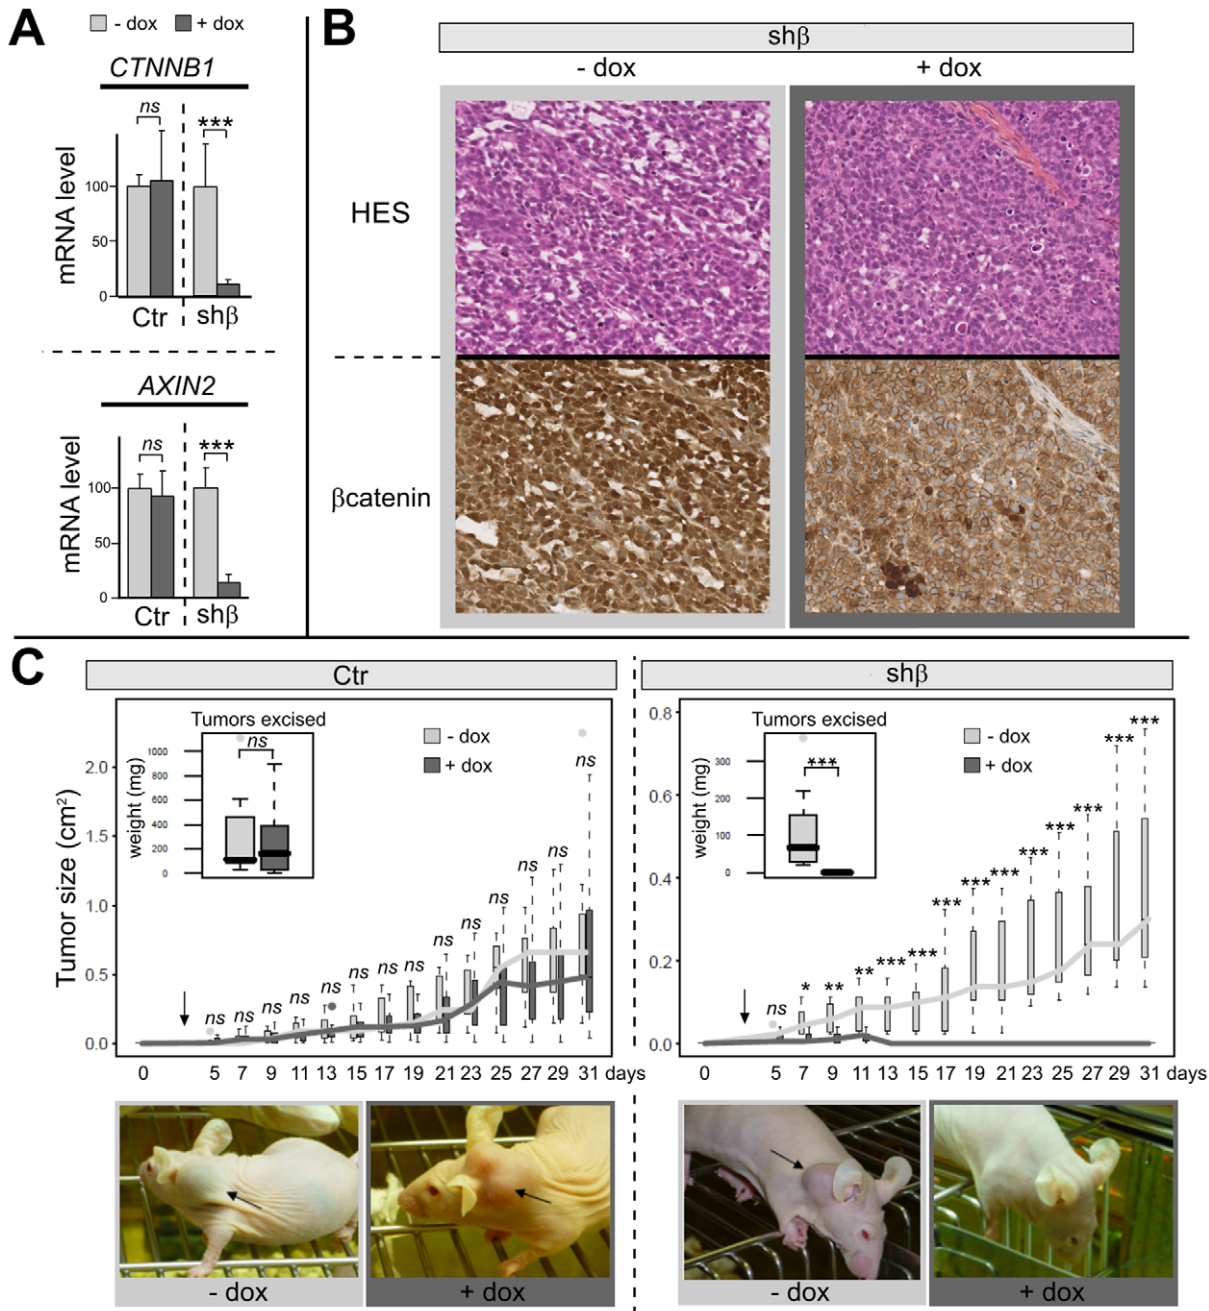 A
- dox + dox
CTNNB1
ns ***
mRNA level
100
50
0
Ctr shβ
AXIN2
ns ***
mRNA level
100
50
0
Ctr shβ
B
shβ
- dox + dox
HES
βcatenin
C
Ctr
Tumor size (cm²)
2.0
1.5
1.0
0.5
0.0
Tumors excised
weight (mg)
1000
800
600
400
200
0
ns
- dox
+ dox
ns ns ns ns ns ns ns ns ns ns ns ns ns ns
0 5 7 9 11 13 15 17 19 21 23 25 27 29 31 days
- dox + dox
shβ
0.8
0.6
0.4
0.2
0.0
Tumors excised
weight (mg)
300
200
100
0
***
- dox
+ dox
ns * ** ** *** *** *** *** *** *** *** *** *** ***
0 5 7 9 11 13 15 17 19 21 23 25 27 29 31 days
- dox + dox